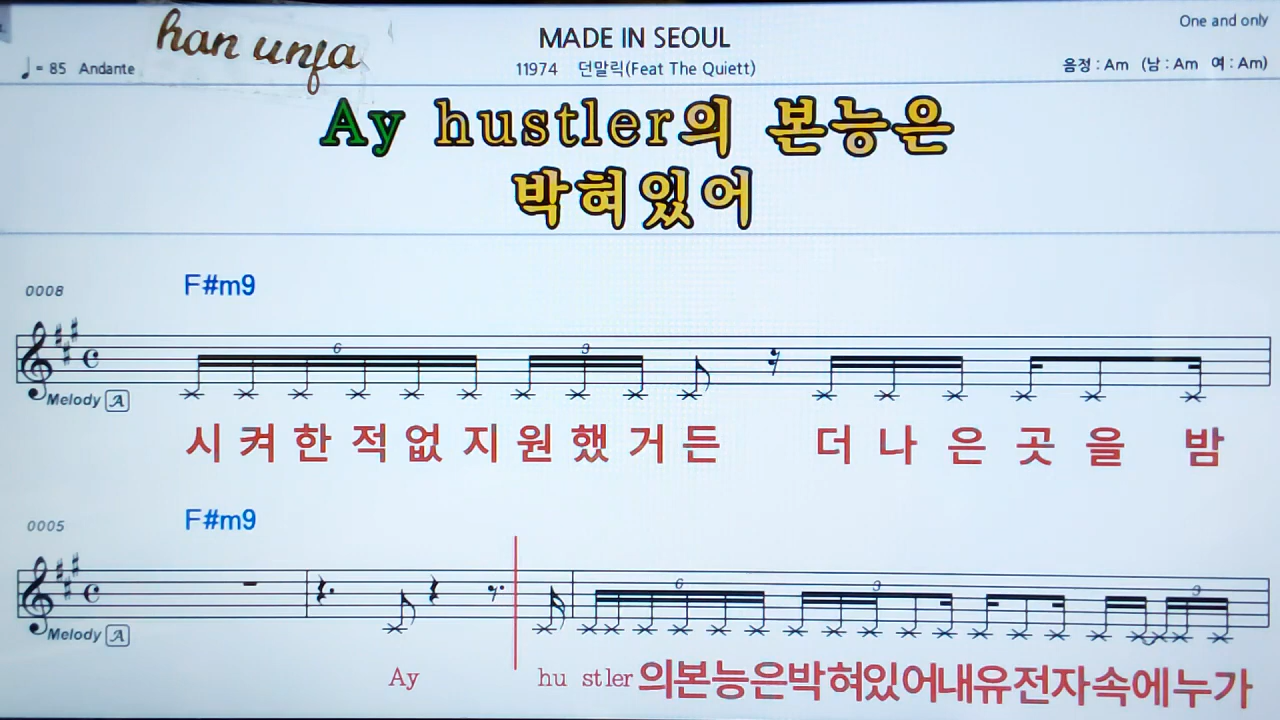 han unja
MADE IN SEOUL
One and only
♩ = 85 Andante
11974 던말릭(Feat The Quiett)
음정 : Am (남 : Am 여 : Am)
Ay hustler의 본능은
박혀있어
0008
F#m9
6 3
Melody A
시 켜 한 적 없 지 원 했 거 든 더 나 은 곳 을 밤
0005
F#m9
6 3 3
Melody A
Ay hu stler 의본능은박혀있어내유전자속에누가